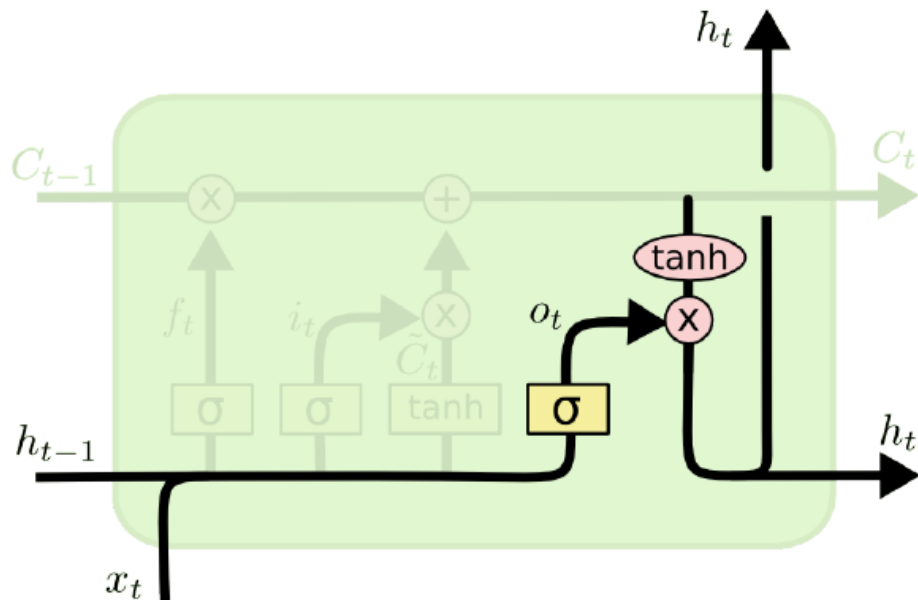 h_t
C_{t-1}
C_t
x
+
tanh
f_t
i_t
x
o_t
x
C̃_t
σ
σ
tanh
σ
h_{t-1}
h_t
x_t